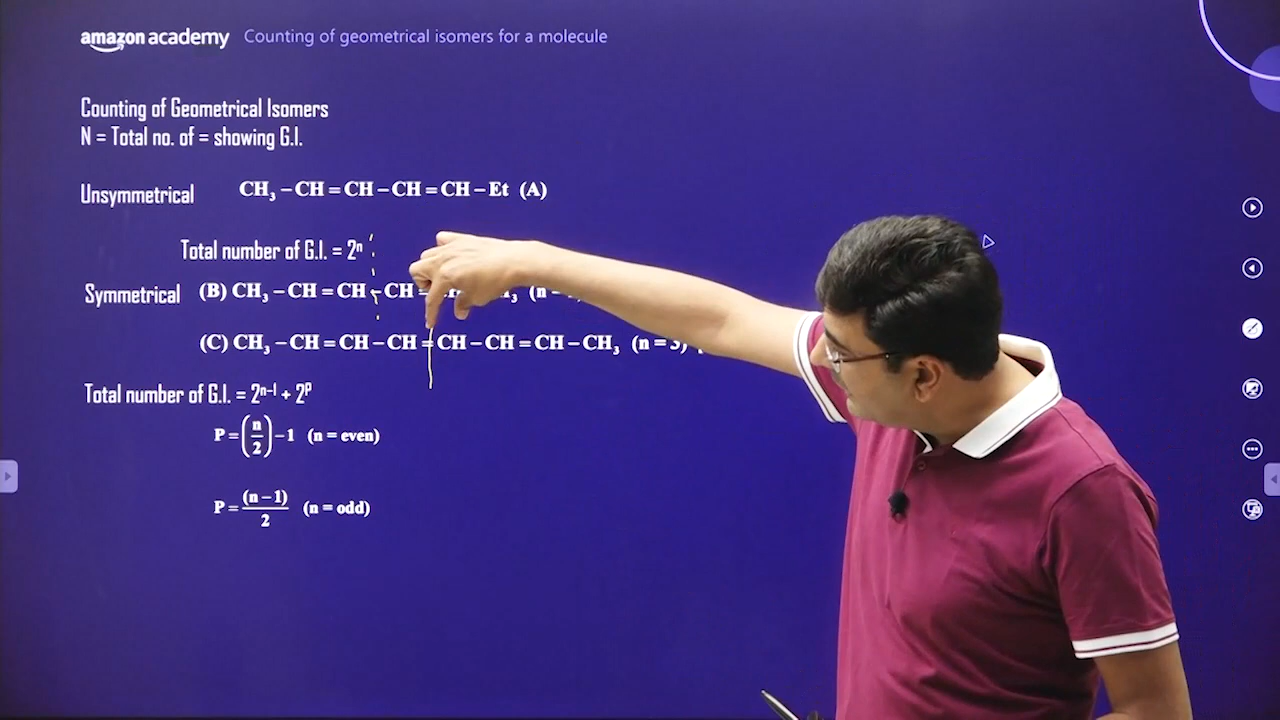 amazon academy Counting of geometrical isomers for a molecule
Counting of Geometrical Isomers
N = Total no. of = showing G.I.
Unsymmetrical CH₃ – CH = CH – CH = CH – Et (A)
Total number of G.I. = 2ⁿ
Symmetrical (B) CH₃ – CH = CH – CH
(C) CH₃ – CH = CH – CH = CH – CH = CH – CH₃ (n = 3)
Total number of G.I. = 2ⁿ⁻¹ + 2ᵖ
P = (n/2) – 1 (n = even)
P = (n – 1)/2 (n = odd)